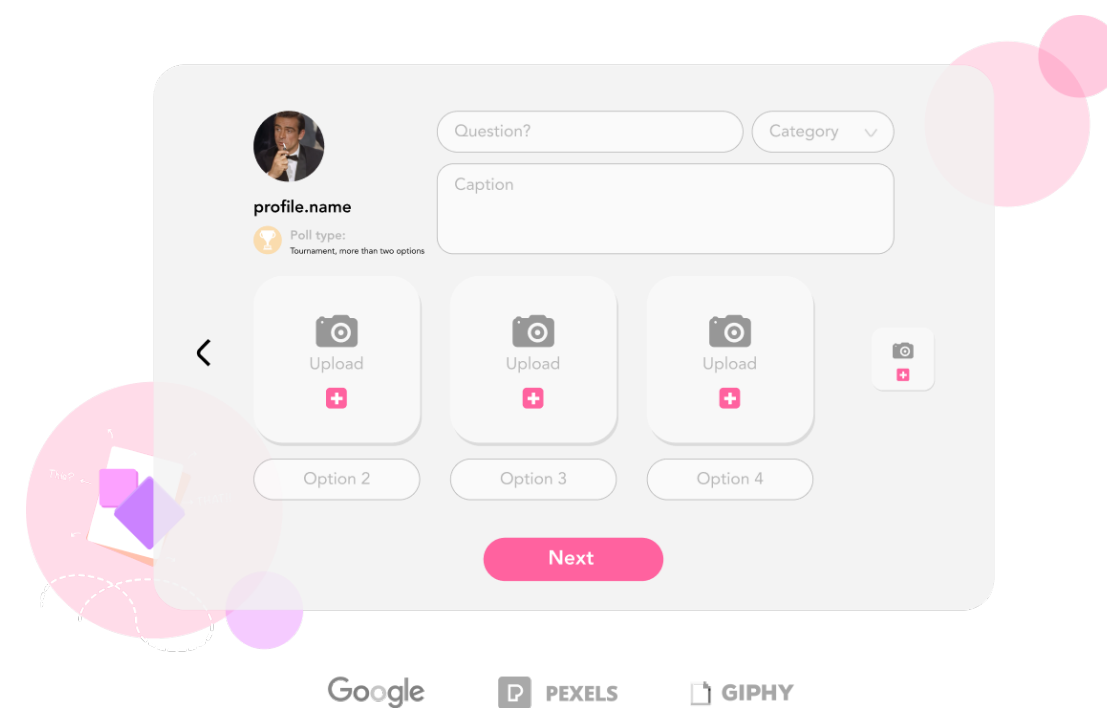 Question?
Category
Caption
profile.name
Poll type:
Tournament, more than two options
Upload
Upload
Upload
Option 2
Option 3
Option 4
Next
Google
PEXELS
GIPHY